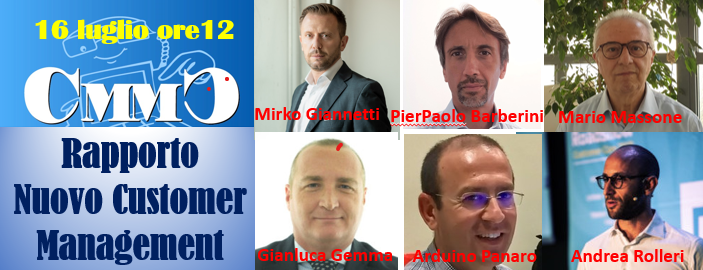 16 luglio ore12
CMMC
Rapporto
Nuovo Customer
Management
Mirko Giannetti
PierPaolo Barberini
Mario Massone
Gianluca Gemma
Arduino Panaro
Andrea Rolleri